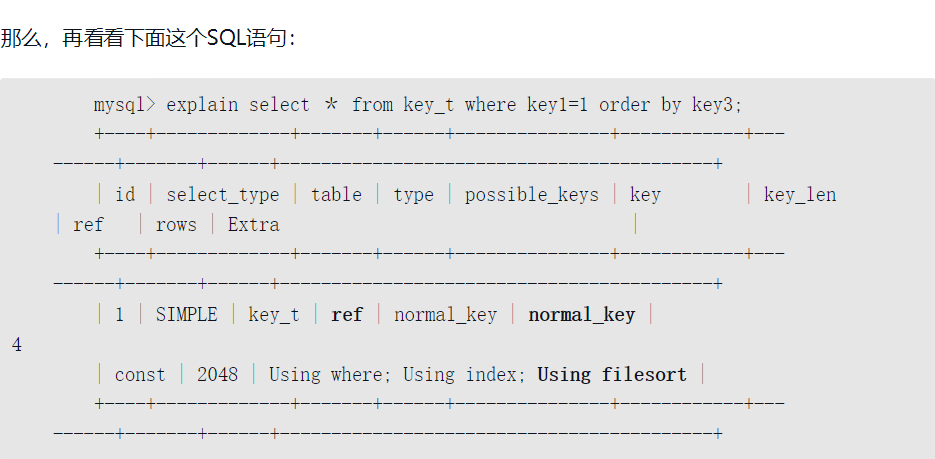 那么，再看看下面这个SQL语句：
mysql> explain select * from key_t where key1=1 order by key3;
+----+-------------+-------+------+---------------+------------+---
------+-------+------+------------------------------------------+
| id | select_type | table | type | possible_keys | key | key_len
| ref | rows | Extra |
+----+-------------+-------+------+---------------+------------+---
------+-------+------+------------------------------------------+
| 1 | SIMPLE | key_t | ref | normal_key | normal_key |
4
| const | 2048 | Using where; Using index; Using filesort |
+----+-------------+-------+------+---------------+------------+---
------+-------+------+------------------------------------------+